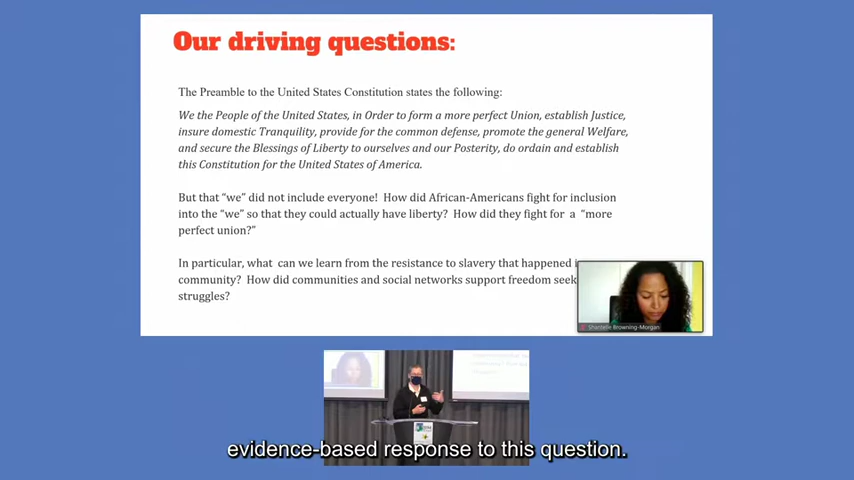 Our driving questions:
The Preamble to the United States Constitution states the following:
We the People of the United States, in Order to form a more perfect Union, establish Justice,
insure domestic Tranquility, provide for the common defense, promote the general Welfare,
and secure the Blessings of Liberty to ourselves and our Posterity, do ordain and establish
this Constitution for the United States of America.
But that “we” did not include everyone! How did African-Americans fight for inclusion
into the “we” so that they could actually have liberty? How did they fight for a “more
perfect union?”
In particular, what can we learn from the resistance to slavery that happened
community? How did communities and social networks support freedom seek
struggles?
Shantelle Browning-Morgan
evidence-based response to this question.